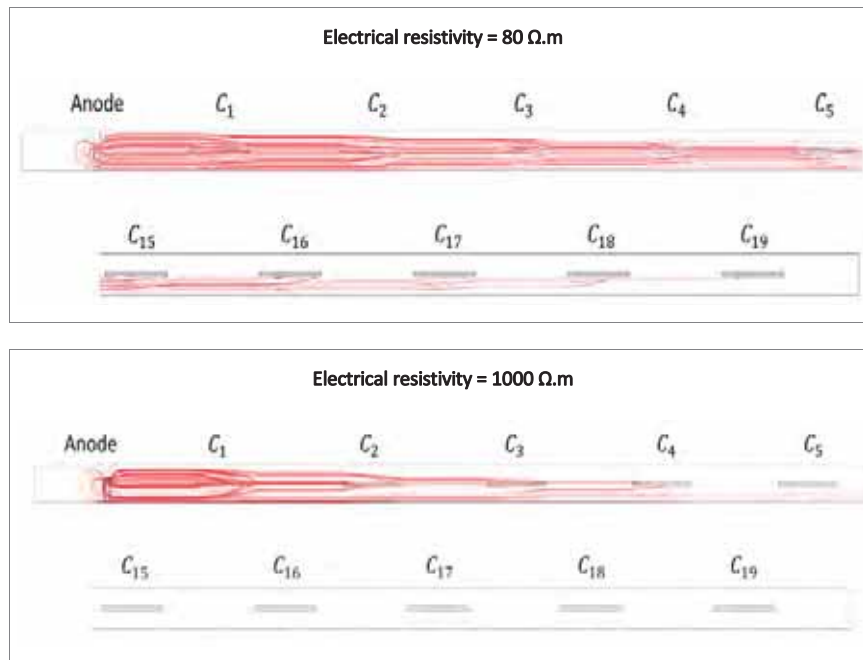 Electrical resistivity = 80 Ω.m
Anode C₁ C₂ C₃ C₄ C₅
C₁₅ C₁₆ C₁₇ C₁₈ C₁₉
Electrical resistivity = 1000 Ω.m
Anode C₁ C₂ C₃ C₄ C₅
C₁₅ C₁₆ C₁₇ C₁₈ C₁₉